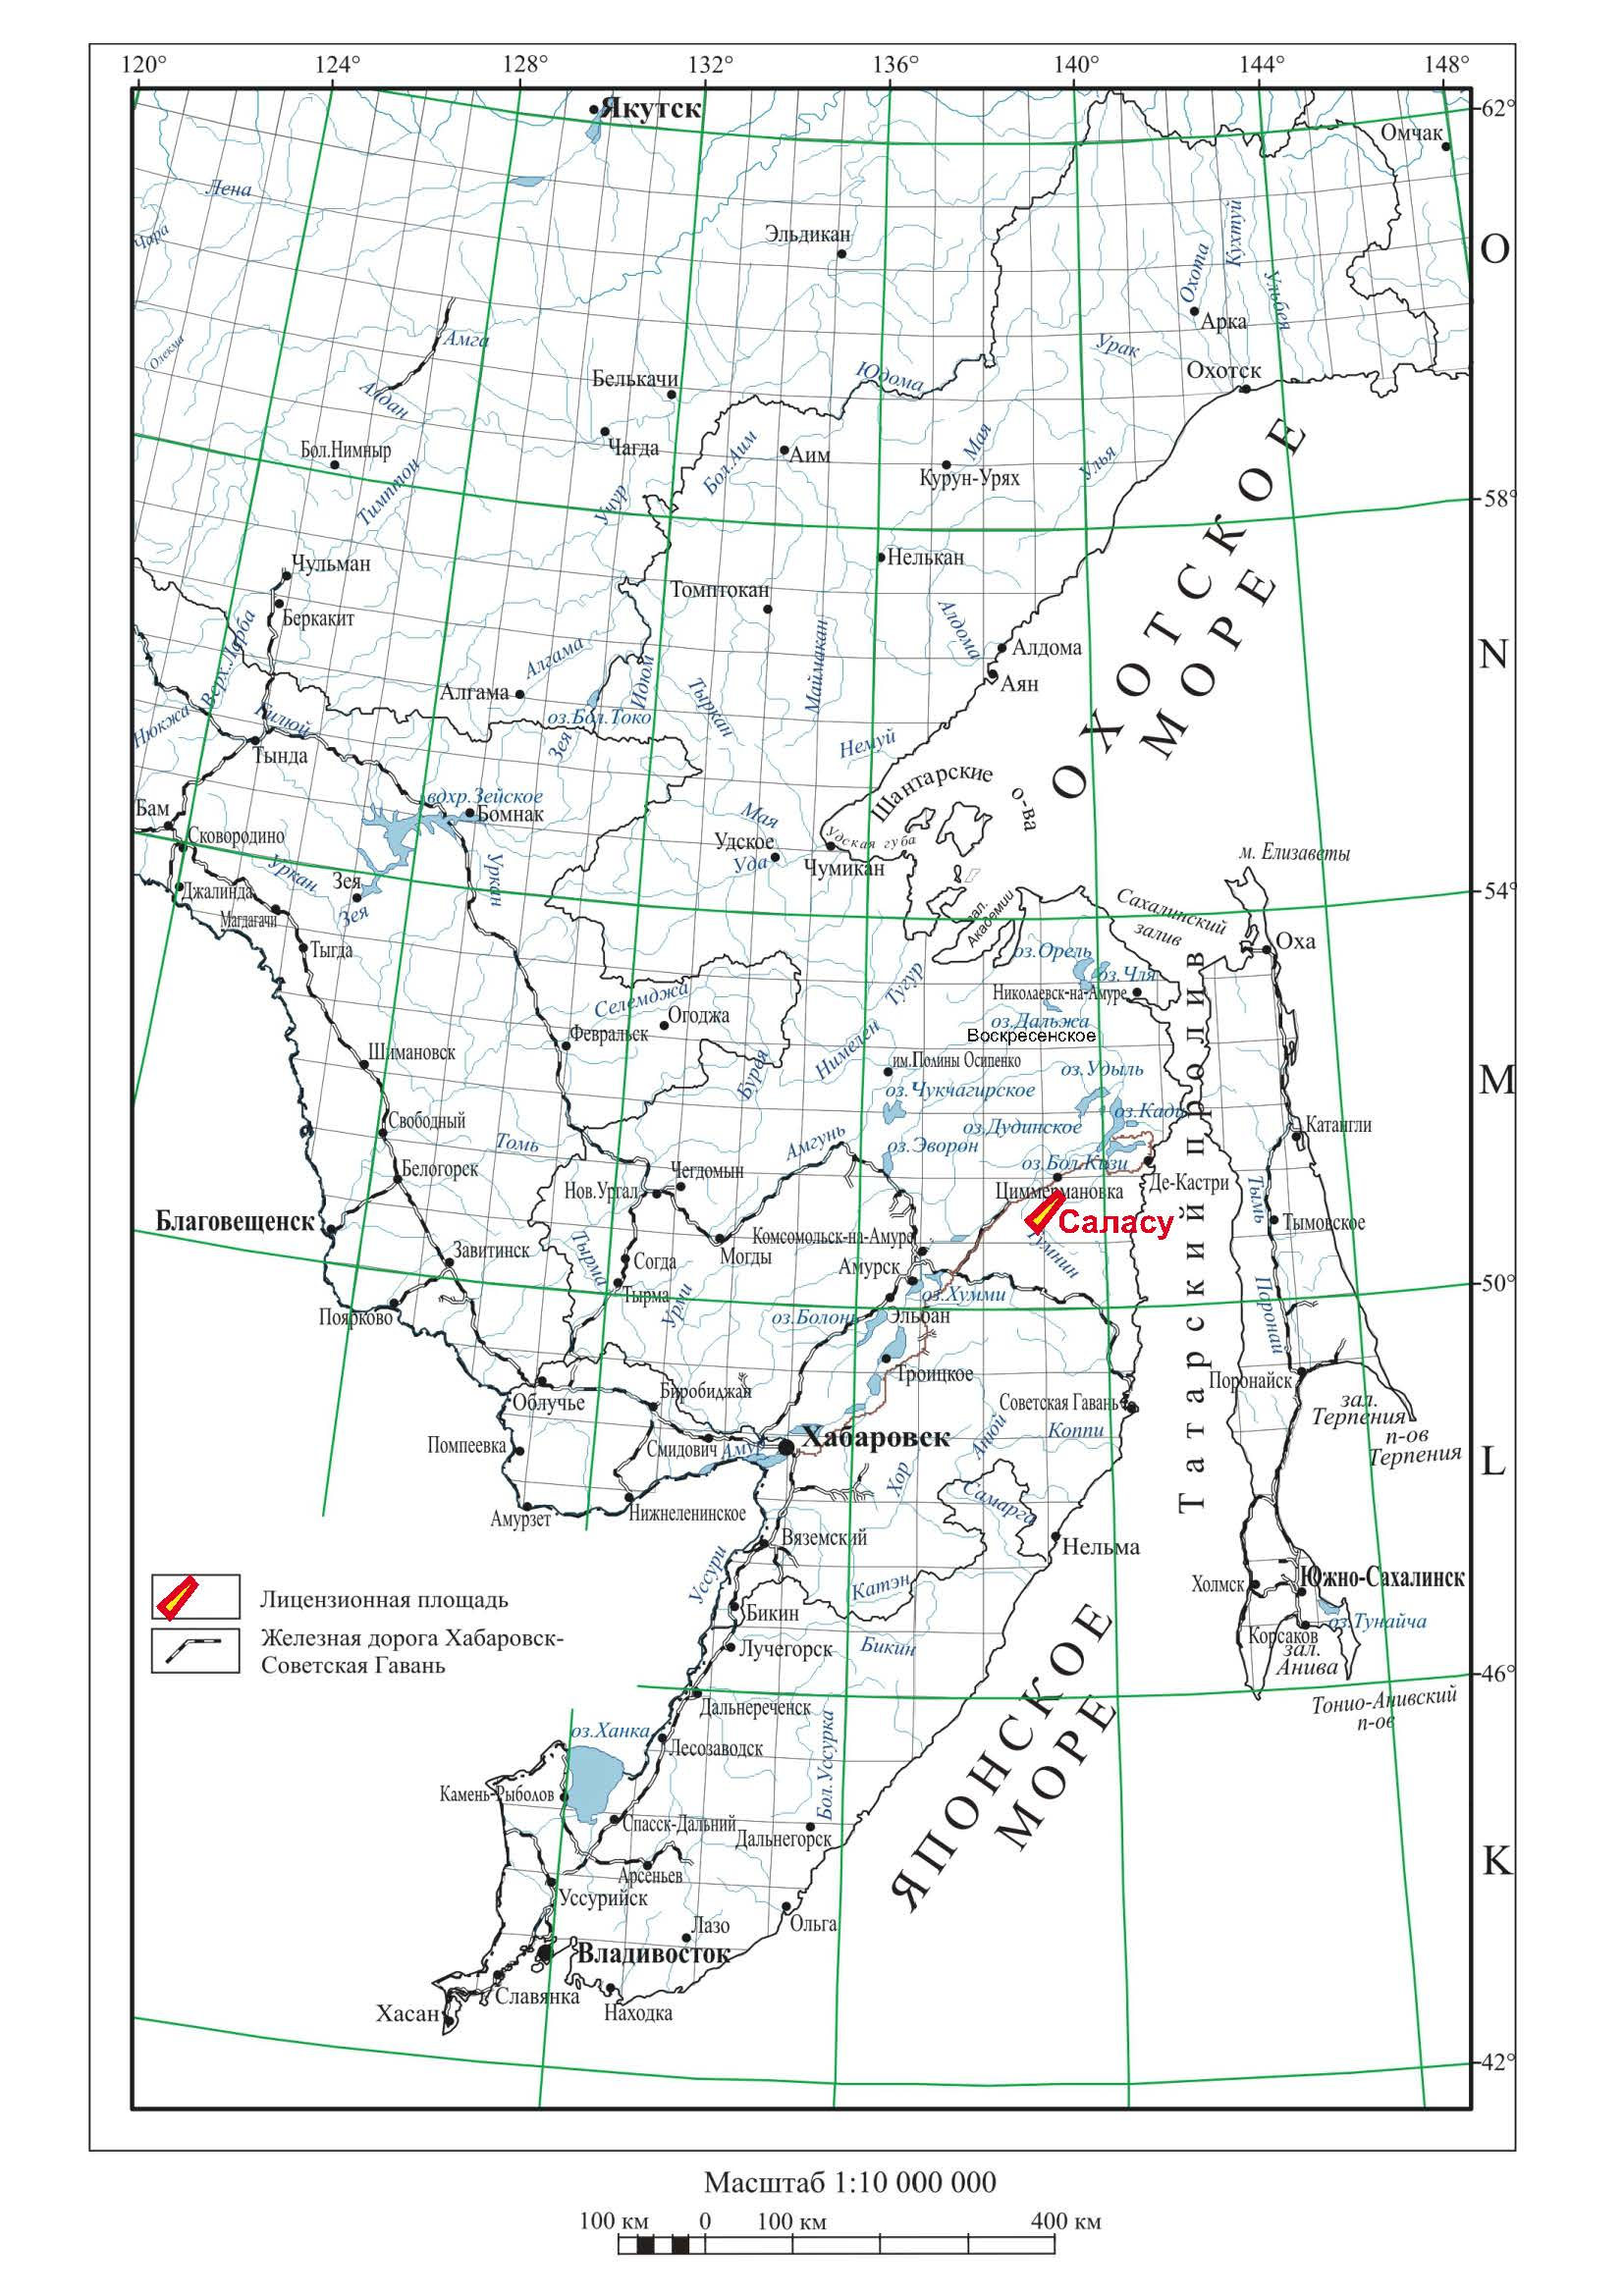 120° 124° 128° 132° 136° 140° 144° 148°
62°
Якутск
Омчак
Лена
Чара
Эльдикан
Кухтуй
О
Охота
Ульбея
Арка
Амга
Урак
Олекма
Юдома
Охотск
Белькачи
Алдан
Чагда
Бол.Нимныр
Бол.Аим
Аим
Мая
Курун-Урях
Улья
Тимптон
Учур
58°
ОХОТСКОЕ
МОРЕ
Чульман
Нелькан
Томптокан
Беркакит
Верх.Ларба
Алдома
Алдома
N
Алгама
Маймакан
Идюм
Аян
Алгама
Тыркан
Нюкжа
Гилюй
оз.Бол.Токо
Зея
Немуй
Тында
Шантарские
о-ва
Бам
вдхр.Зейское
Бомнак
Мая
Сковородино
Удское
Удская губа
Уда
Чумикан
м. Елизаветы
Уркан
Уркан
Зея
Джалинда
54°
Магдагачи
Зея
зал.
Академии
Сахалинский
залив
Тыгда
оз.Орель
Оха
оз.Чля
Тугур
Николаевск-на-Амуре
Селемджа
Огоджа
оз.Дальжа
Февральск
Воскресенское
Шимановск
Нимелен
им.Полины Осипенко
Бурея
оз.Удыль
М
оз.Чукчагирское
оз.Кади
Свободный
оз.Дудинское
Катангли
Томь
Амгунь
оз.Эворон
Белогорск
Чегдомын
оз.Бол.Кизи
Нов.Ургал
Циммермановка
Де-Кастри
Тымь
Благовещенск
Саласу
Тымовское
Комсомольск-на-Амуре
Завитинск
Тырма
Согда
Могды
Тумнин
Амурск
50°
Тырма
оз.Хумми
Поярково
Урми
оз.Болонь
Эльбан
Поронай
Татарский пролив
Троицкое
Поронайск
Биробиджан
Облучье
Советская Гавань
зал.
Терпения
Анюй
Коппи
п-ов
Терпения
Помпеевка
Смидович
Амур
Хабаровск
L
Хор
Самарга
Амурзет
Нижнеленинское
Вяземский
Нельма
Уссури
Катэн
Холмск
Южно-Сахалинск
Лицензионная площадь
Бикин
оз.Тунайча
Корсаков
Железная дорога Хабаровск-
Советская Гавань
Лучегорск
Бикин
зал.
Анива
46°
Тонио-Анивский
п-ов
Дальнереченск
ЯПОНСКОЕ
МОРЕ
оз.Ханка
Лесозаводск
Бол.Уссурка
Камень-Рыболов
Спасск-Дальний
Дальнегорск
К
Арсеньев
Уссурийск
Лазо
Ольга
Владивосток
Славянка
Хасан
Находка
42°
Масштаб 1:10 000 000
100 км 0 100 км 400 км